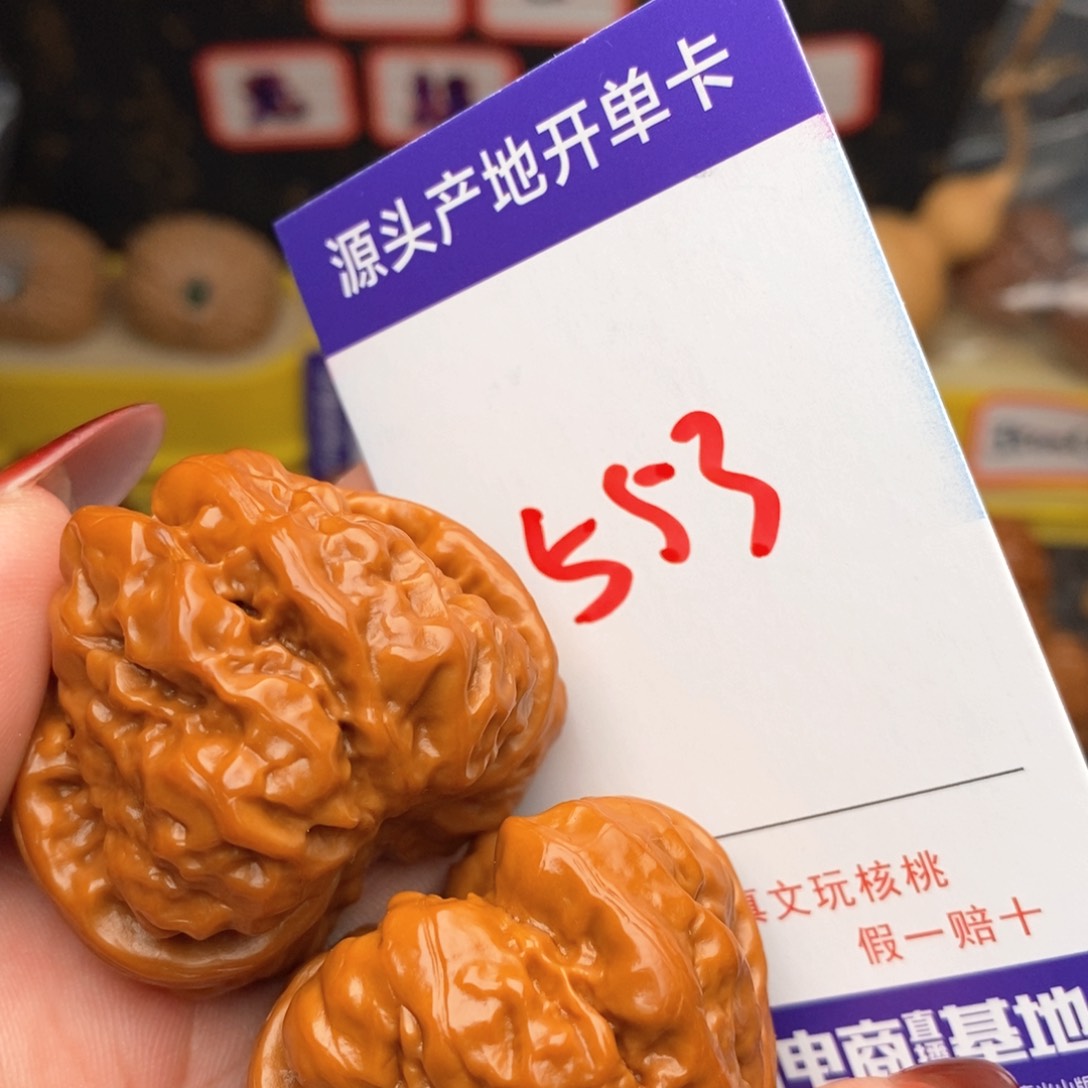 源头产地开单卡
553
真文玩核桃
假一赔十
电商直播基地